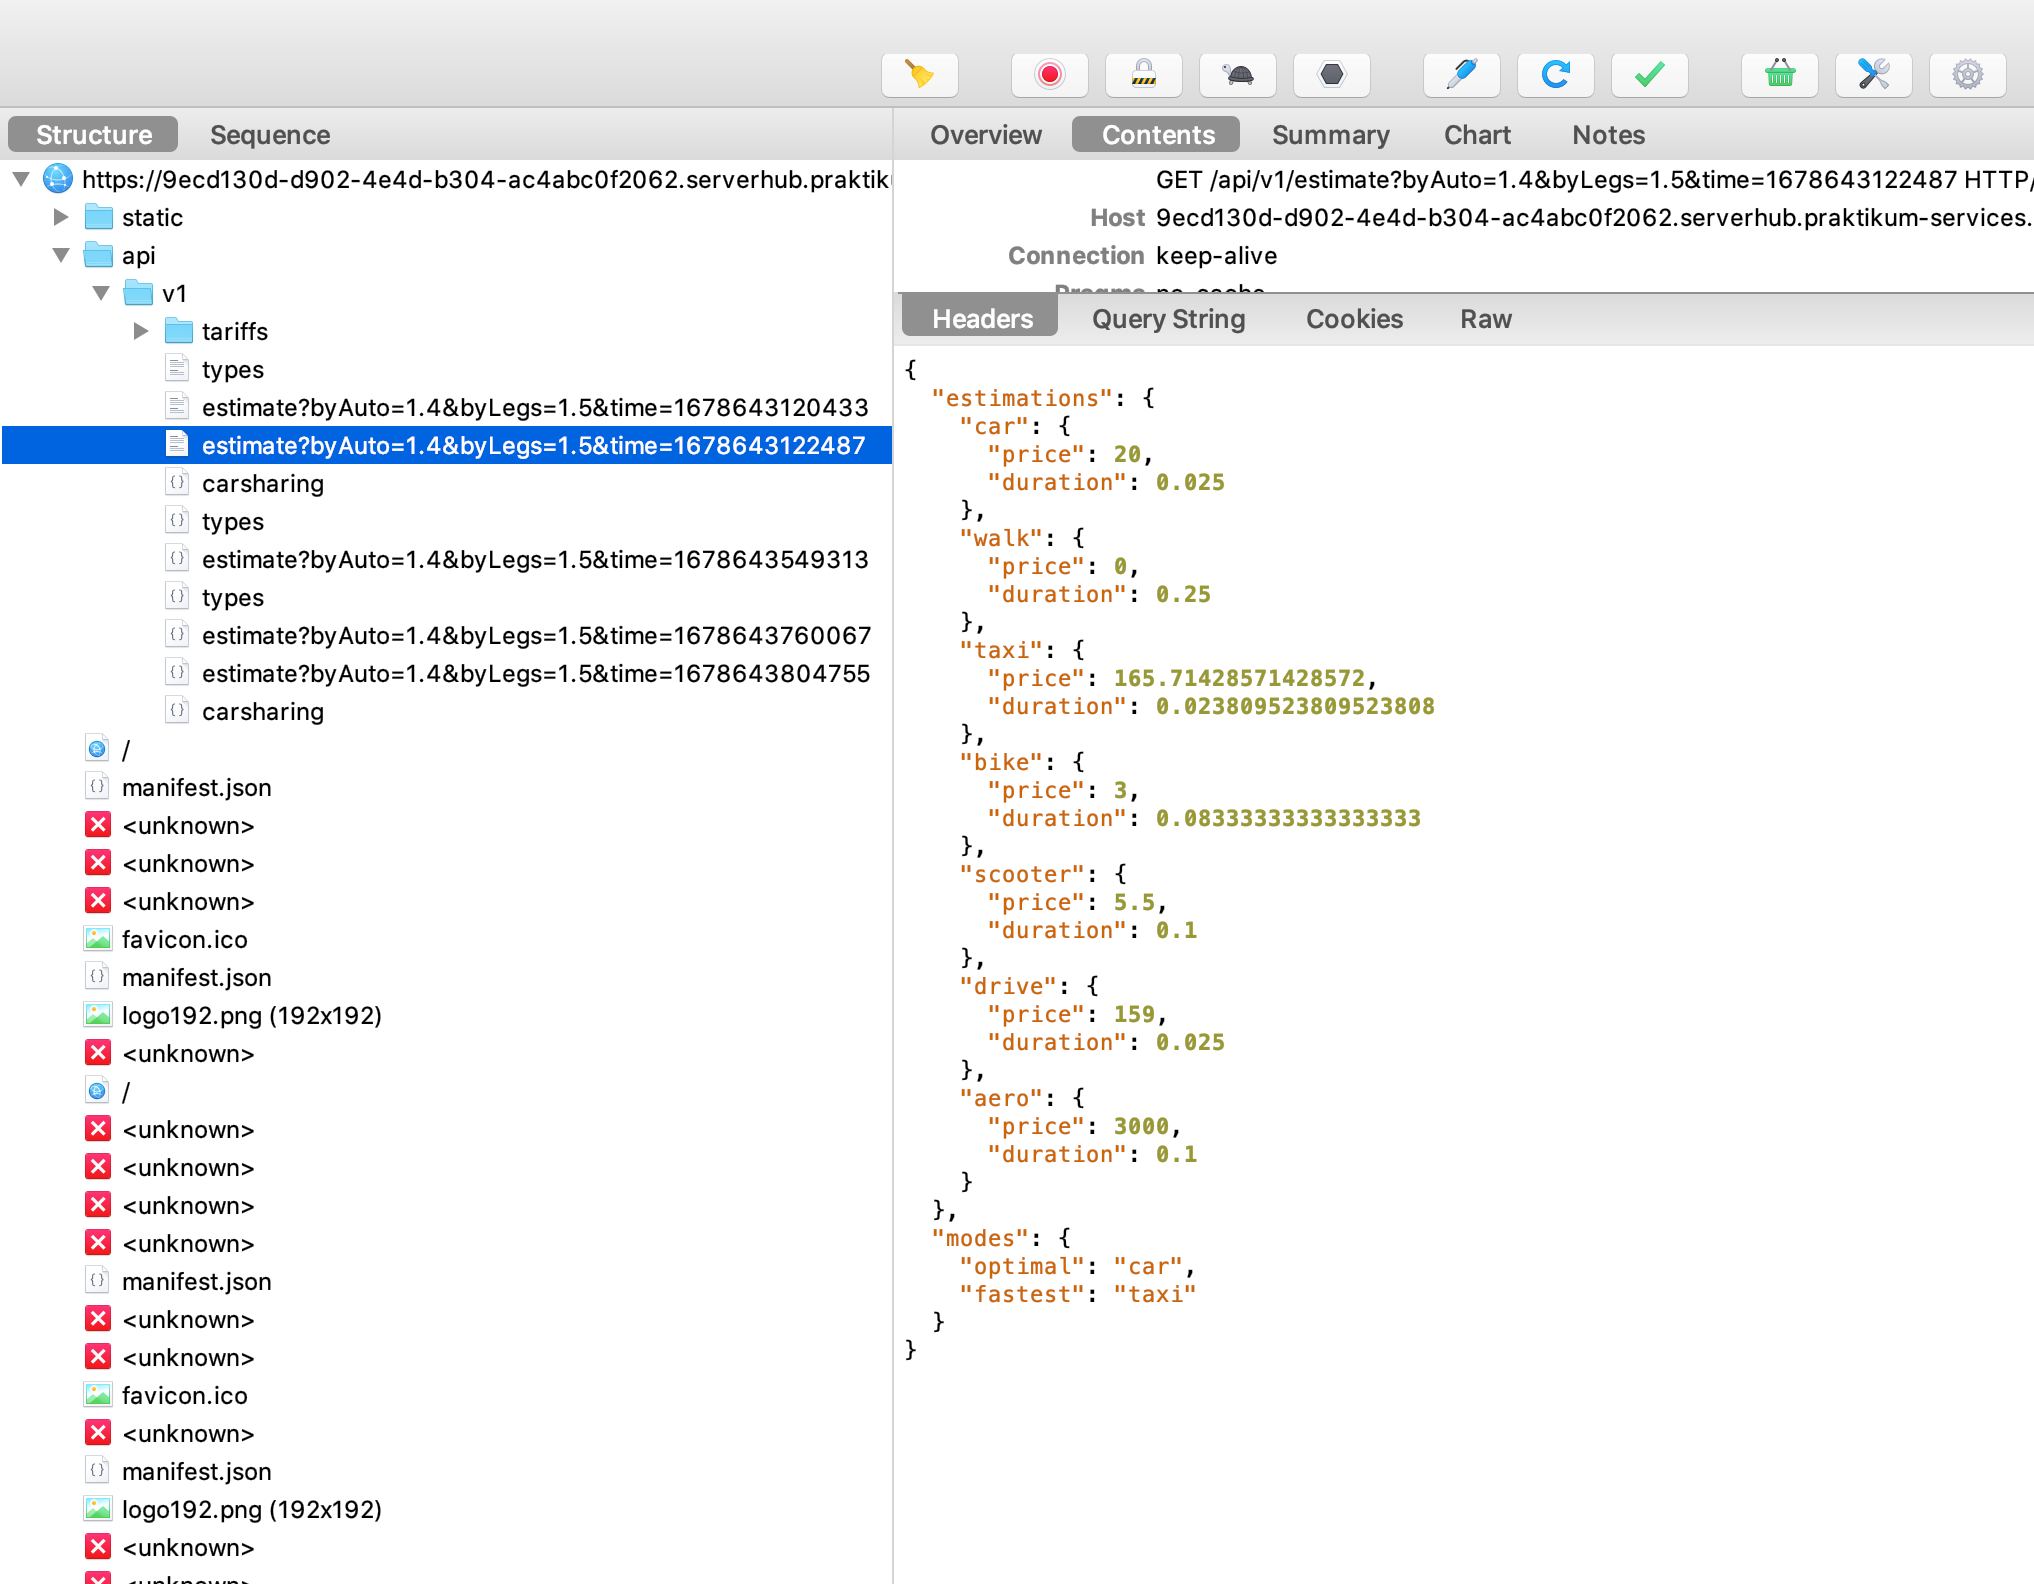 Structure Sequence
https://9ecd130d-d902-4e4d-b304-ac4abc0f2062.serverhub.praktik
static
api
v1
tariffs
types
estimate?byAuto=1.4&byLegs=1.5&time=1678643120433
estimate?byAuto=1.4&byLegs=1.5&time=1678643122487
carsharing
types
estimate?byAuto=1.4&byLegs=1.5&time=1678643549313
types
estimate?byAuto=1.4&byLegs=1.5&time=1678643760067
estimate?byAuto=1.4&byLegs=1.5&time=1678643804755
carsharing
/
manifest.json
<unknown>
<unknown>
<unknown>
favicon.ico
manifest.json
logo192.png (192x192)
<unknown>
/
<unknown>
<unknown>
<unknown>
<unknown>
manifest.json
<unknown>
<unknown>
favicon.ico
<unknown>
manifest.json
logo192.png (192x192)
<unknown>
<unknown>
Overview Contents Summary Chart Notes
GET /api/v1/estimate?byAuto=1.4&byLegs=1.5&time=1678643122487 HTTP/
Host 9ecd130d-d902-4e4d-b304-ac4abc0f2062.serverhub.praktikum-services.
Connection keep-alive
Pragma no-cache
Headers Query String Cookies Raw
{
"estimations": {
"car": {
"price": 20,
"duration": 0.025
},
"walk": {
"price": 0,
"duration": 0.25
},
"taxi": {
"price": 165.71428571428572,
"duration": 0.023809523809523808
},
"bike": {
"price": 3,
"duration": 0.08333333333333333
},
"scooter": {
"price": 5.5,
"duration": 0.1
},
"drive": {
"price": 159,
"duration": 0.025
},
"aero": {
"price": 3000,
"duration": 0.1
}
},
"modes": {
"optimal": "car",
"fastest": "taxi"
}
}